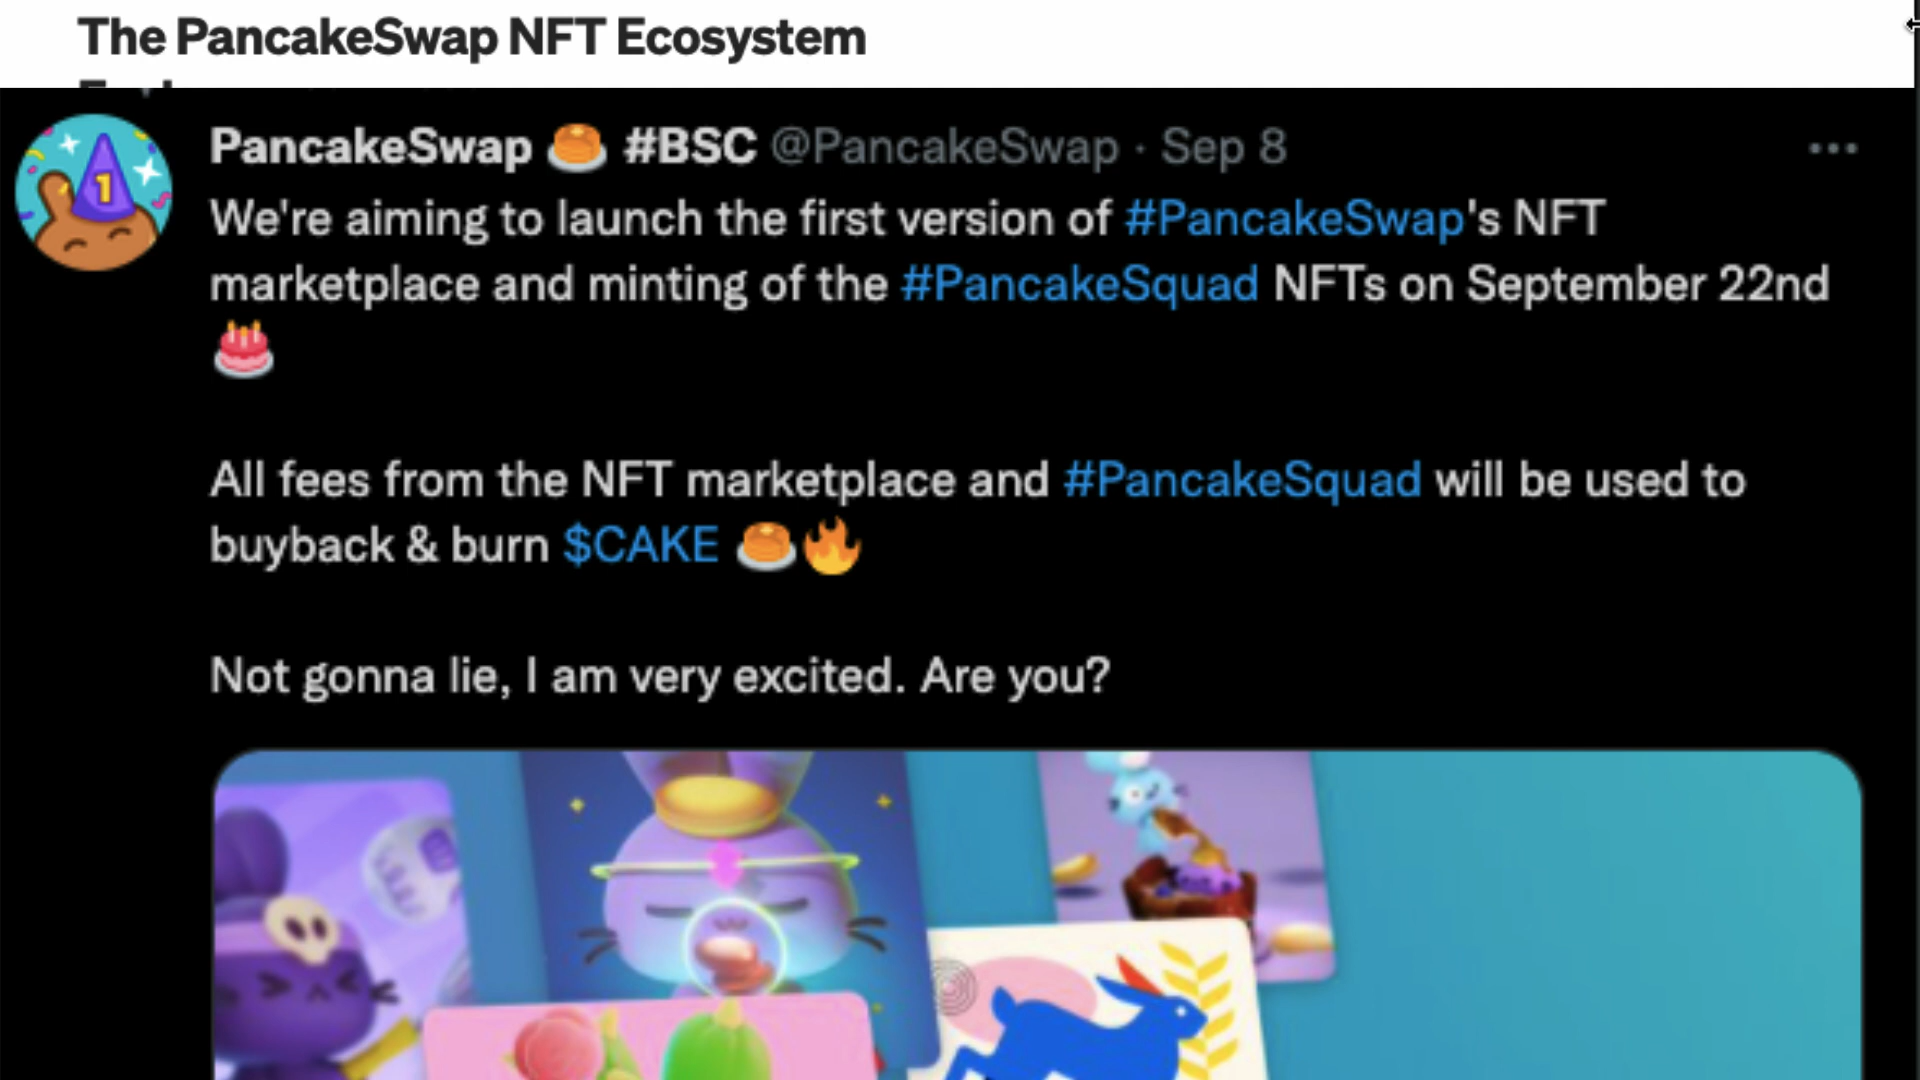 The PancakeSwap NFT Ecosystem
PancakeSwap 🥞 #BSC @PancakeSwap · Sep 8
We're aiming to launch the first version of #PancakeSwap's NFT
marketplace and minting of the #PancakeSquad NFTs on September 22nd
🎂
All fees from the NFT marketplace and #PancakeSquad will be used to
buyback & burn $CAKE 🥞🔥
Not gonna lie, I am very excited. Are you?
1